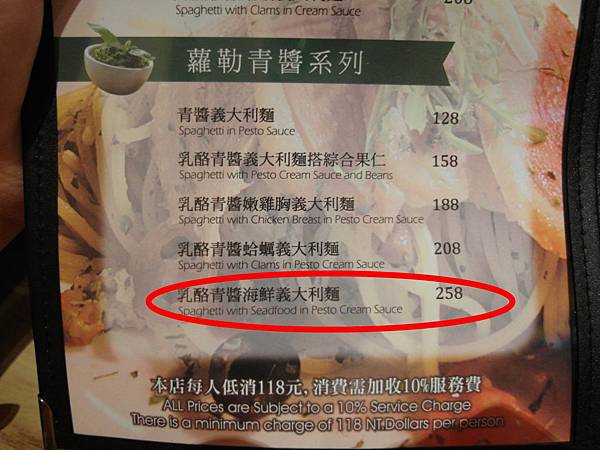 Spaghetti with Clams in Cream Sauce 208
蘿勒青醬系列
青醬義大利麵 128
Spaghetti in Pesto Sauce
乳酪青醬義大利麵搭綜合果仁 158
Spaghetti with Pesto Cream Sauce and Beans
乳酪青醬嫩雞胸義大利麵 188
Spaghetti with Chicken Breast in Pesto Cream Sauce
乳酪青醬蛤蠣義大利麵 208
Spaghetti with Clams in Pesto Cream Sauce
乳酪青醬海鮮義大利麵 258
Spaghetti with Seadfood in Pesto Cream Sauce
本店每人低消118元, 消費需加收10%服務費
ALL Prices are Subject to a 10% Service Charge
There is a minimum charge of 118 NT.Dollars per person